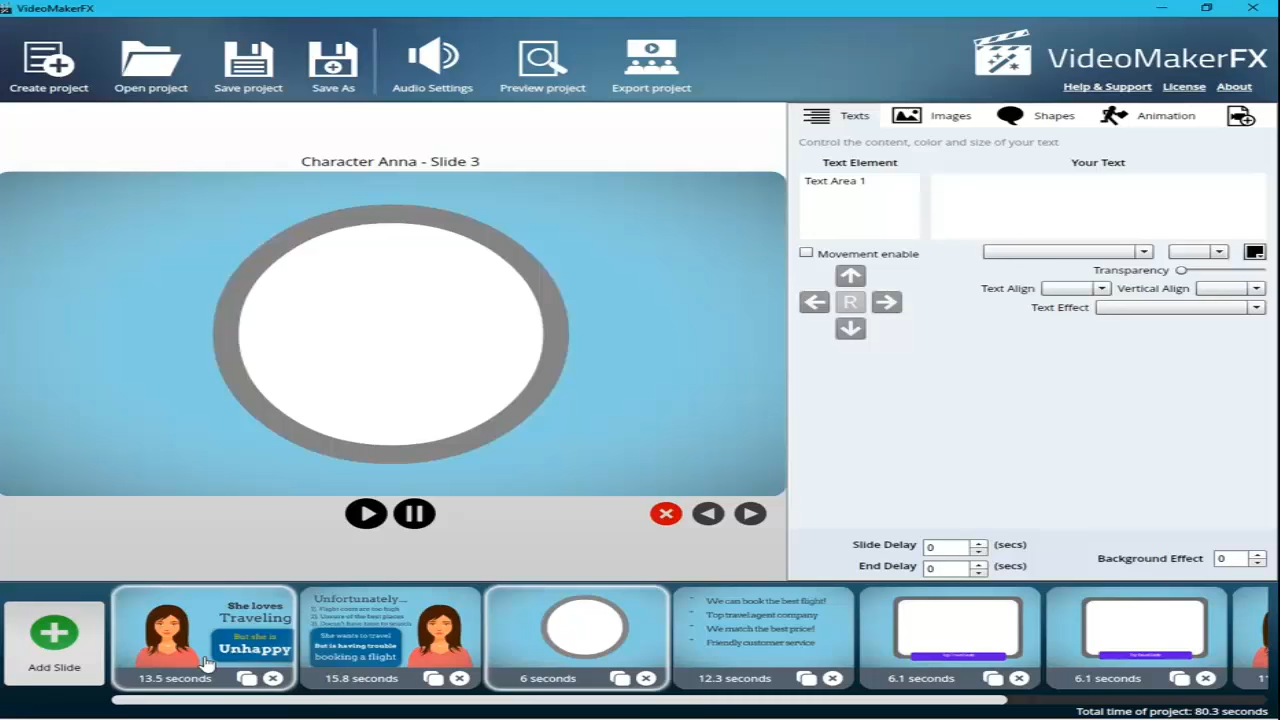 VideoMakerFX
Create project
Open project
Save project
Save As
Audio Settings
Preview project
Export project
VideoMakerFX
Help & Support License About
Texts
Images
Shapes
Animation
Character Anna - Slide 3
Control the content, color and size of your text
Text Element
Your Text
Text Area 1
Movement enable
Transparency
R
Text Align
Vertical Align
Text Effect
Slide Delay 0 (secs)
End Delay 0 (secs)
Background Effect 0
Add Slide
She loves
Traveling
But she is
Unhappy
13.5 seconds
Unfortunately...
She wants to travel
But is having trouble
booking a flight
15.8 seconds
6 seconds
- We can book the best flight!
- Top travel agent company
- We match the best price!
- Friendly customer service
12.3 seconds
6.1 seconds
6.1 seconds
Total time of project: 80.3 seconds